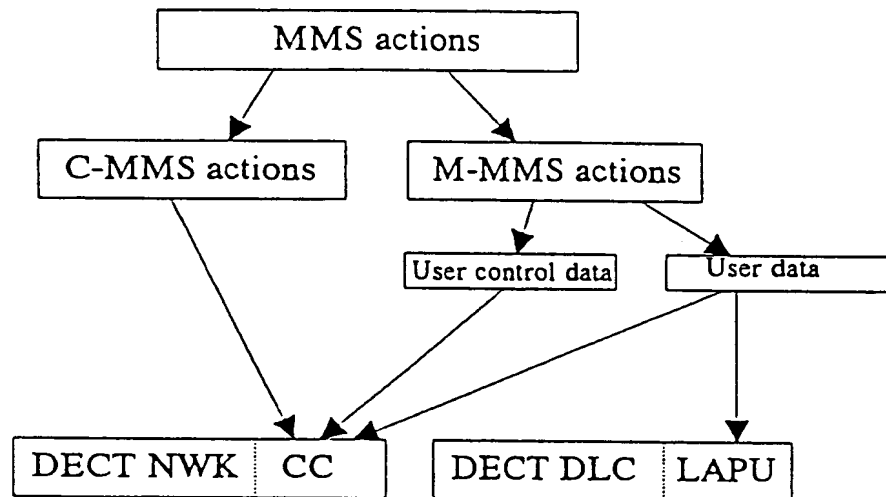 MMS actions
C-MMS actions
M-MMS actions
User control data
User data
DECT NWK CC
DECT DLC LAPU